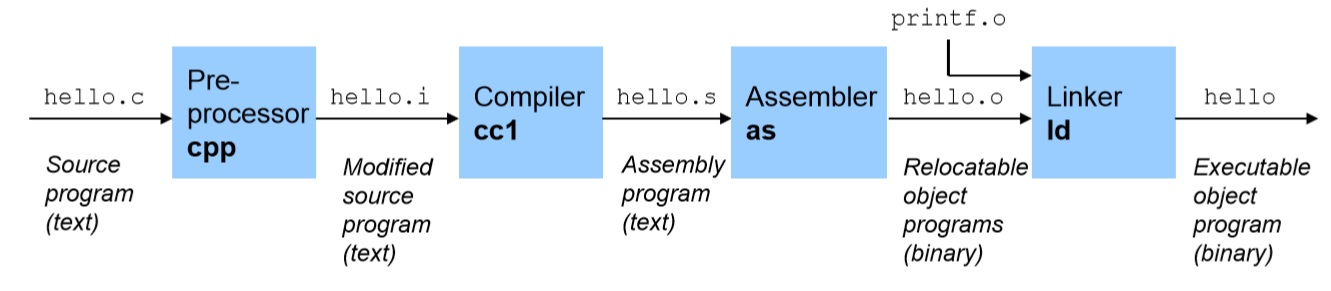 printf.o
hello.c
Pre-
processor
cpp
hello.i
Compiler
cc1
hello.s
Assembler
as
hello.o
Linker
ld
hello
Source
program
(text)
Modified
source
program
(text)
Assembly
program
(text)
Relocatable
object
programs
(binary)
Executable
object
program
(binary)